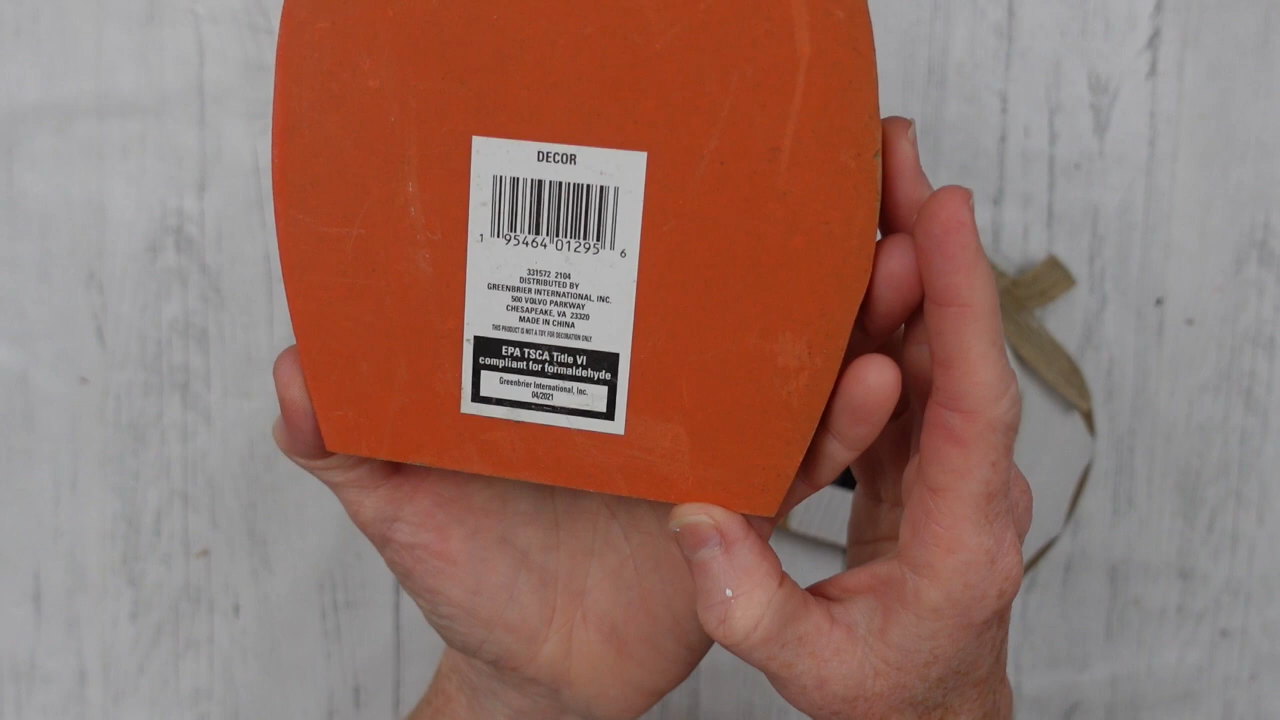 DECOR
1 95464 01295 6
331572 2104
DISTRIBUTED BY
GREENBRIER INTERNATIONAL, INC.
500 VOLVO PARKWAY
CHESAPEAKE, VA 23320
MADE IN CHINA
THIS PRODUCT IS NOT A TOY. FOR DECORATION ONLY.
EPA TSCA Title VI
compliant for formaldehyde
Greenbrier International, Inc.
04/2021